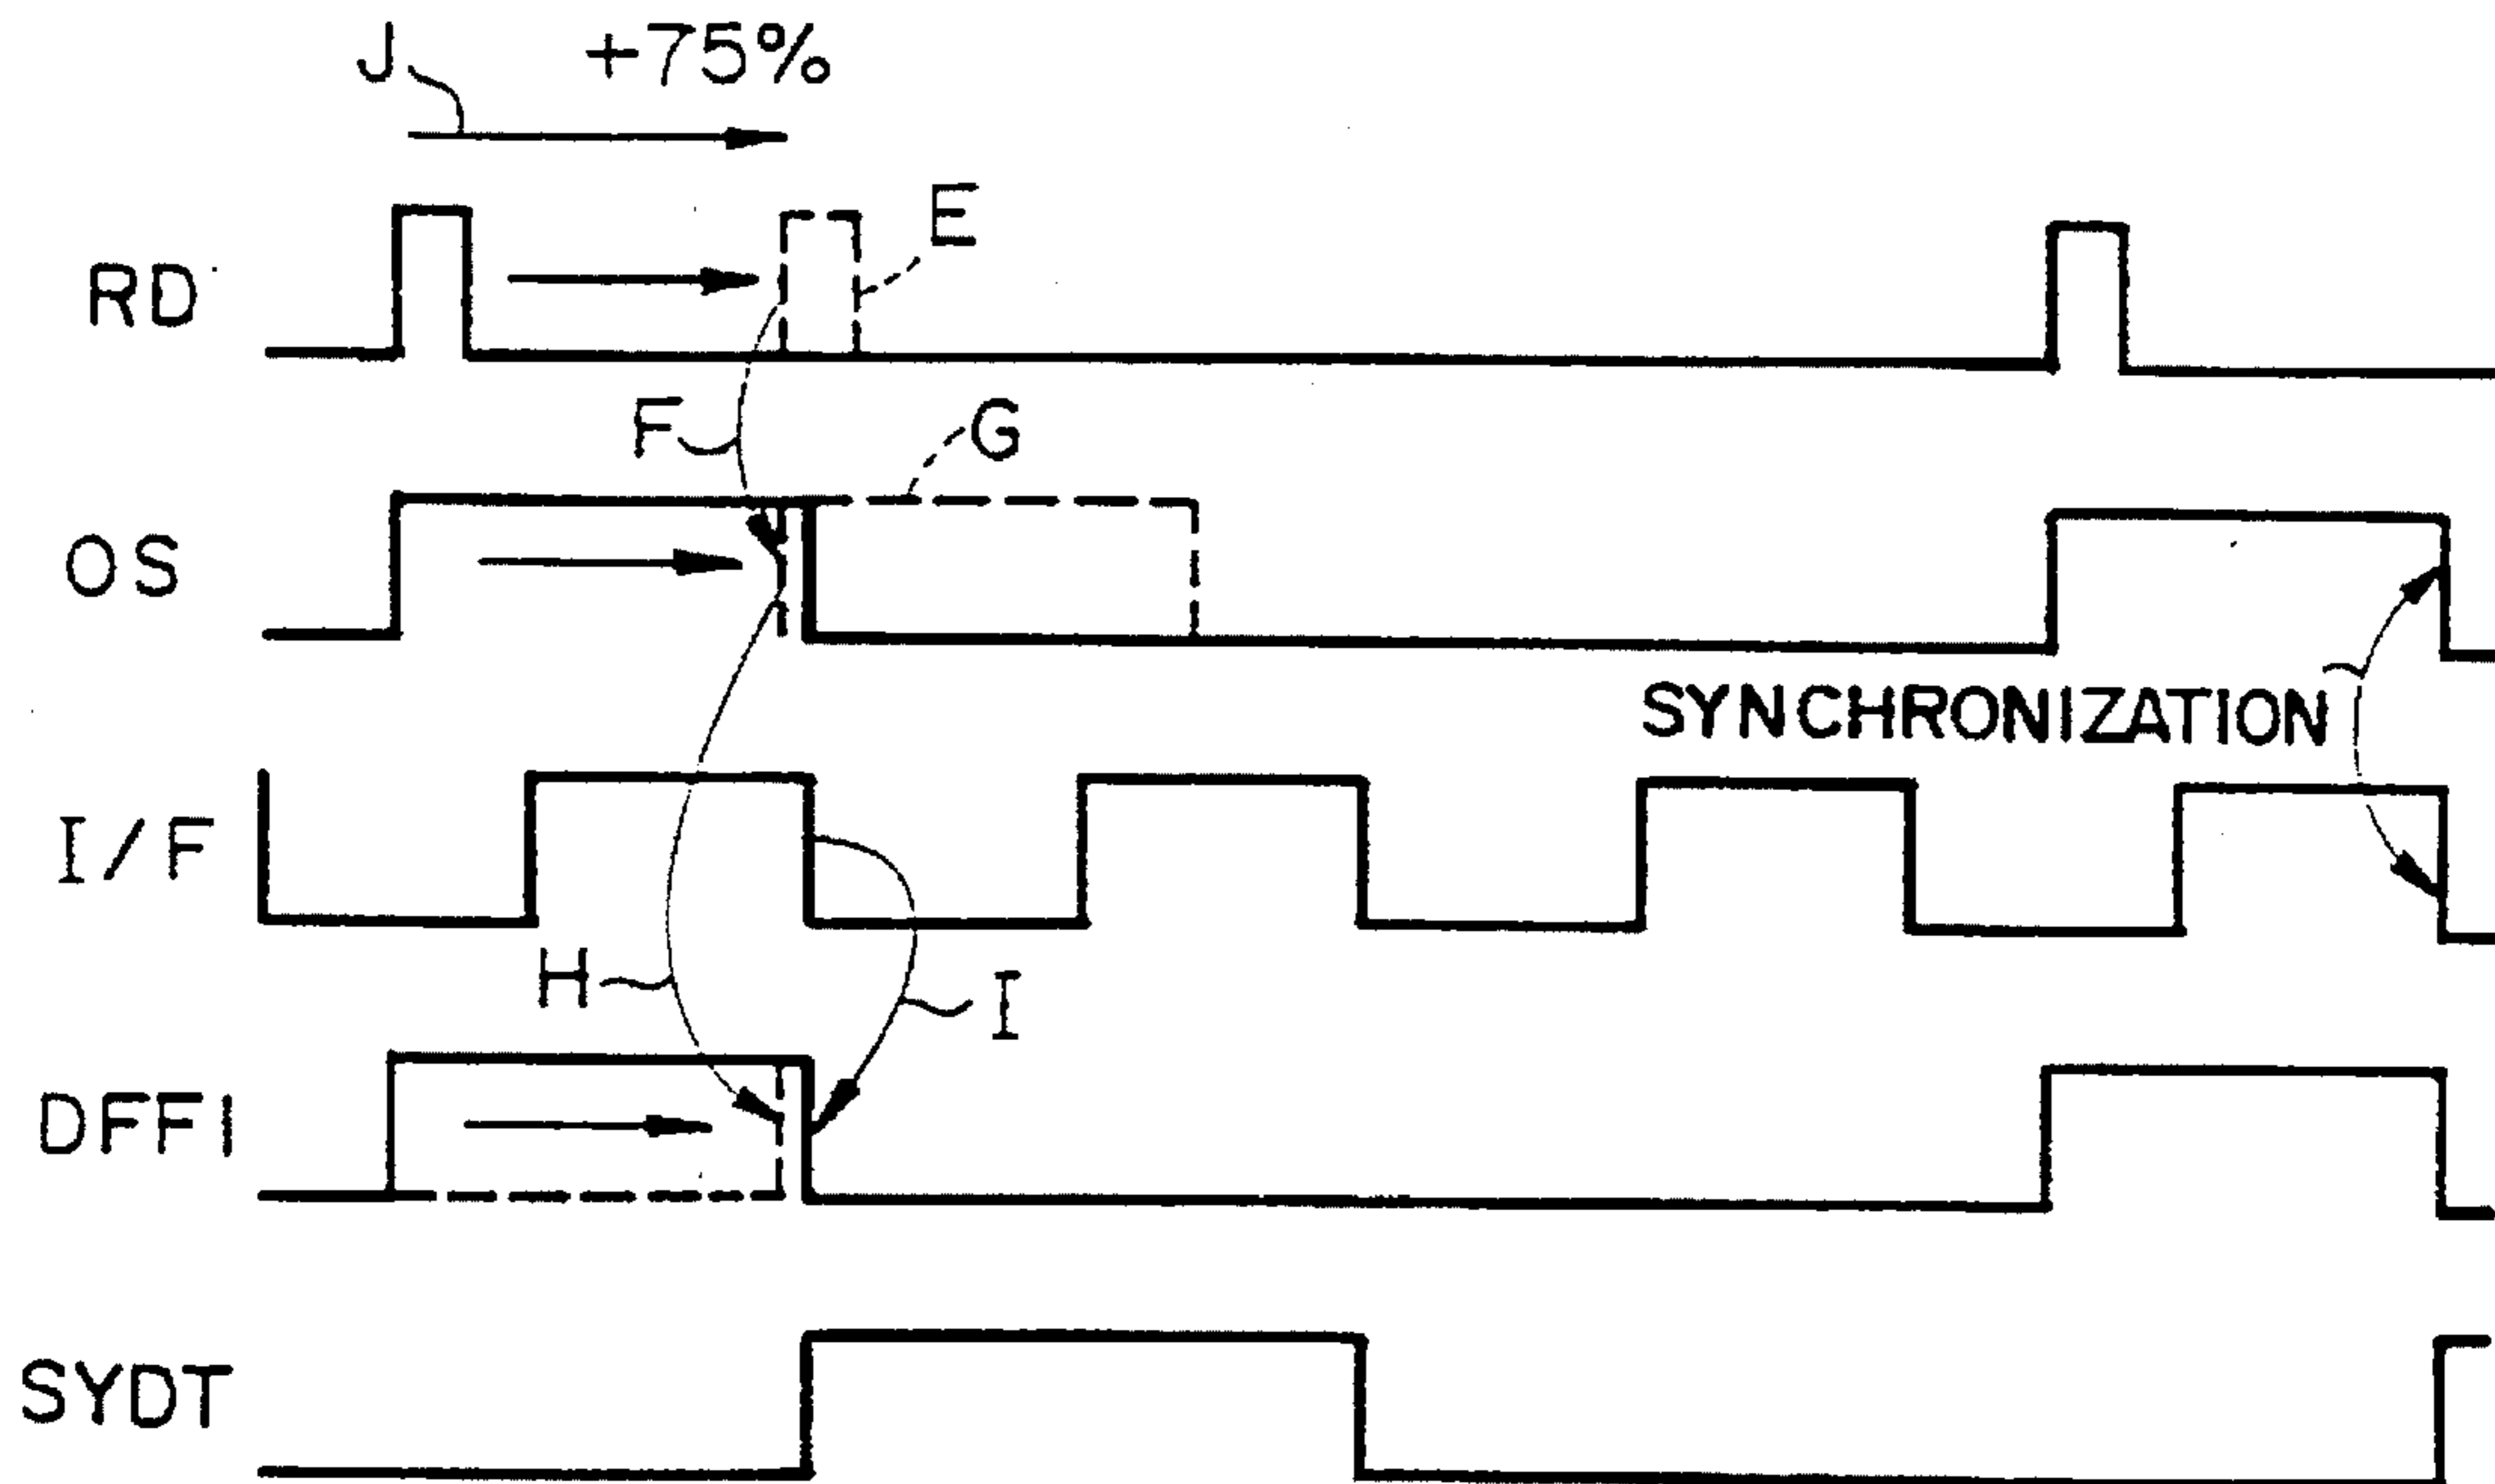 J +75%
E
RD
F G
OS
SYNCHRONIZATION
I/F
H I
DFF1
SYDT